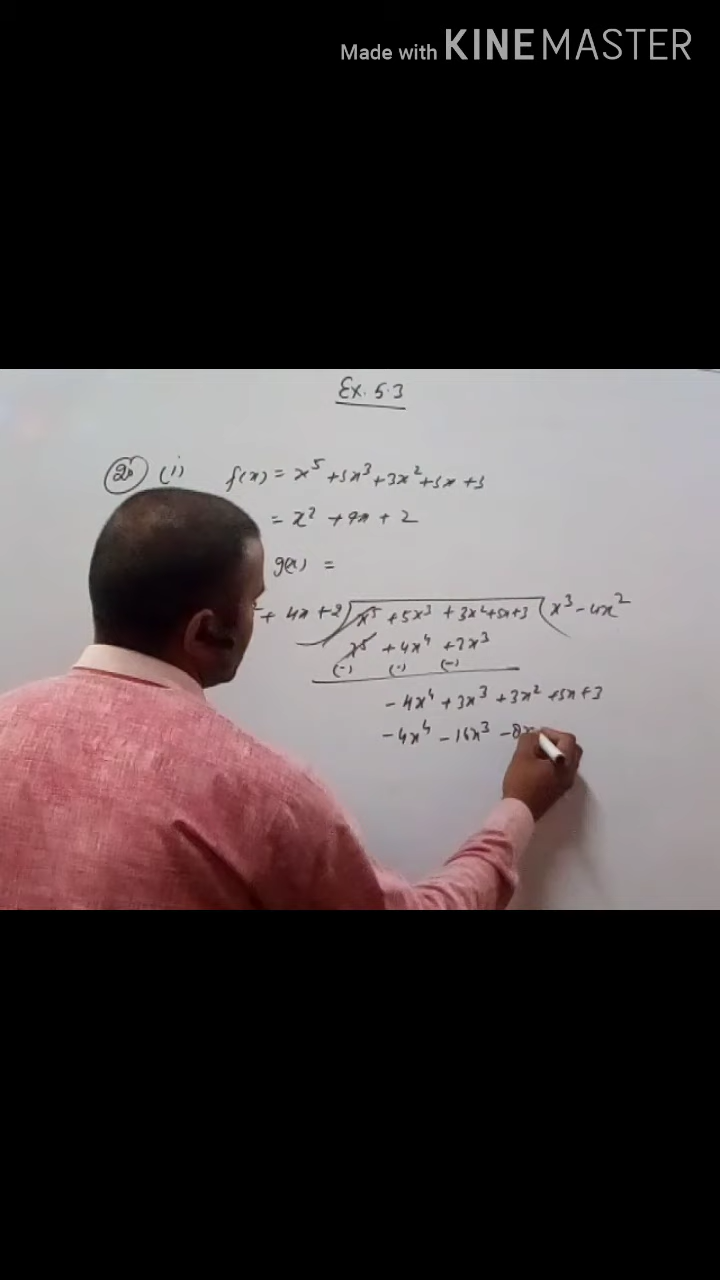 Made with KINEMASTER
Ex. 5.3
20 (i) f(x) = x⁵ + 5x³ + 3x² + 5x + 3
= x² + 4x + 2
g(x) =
² + 4x + 2) x⁵ + 5x³ + 3x² + 5x + 3 ( x³ - 4x²
x⁵ + 4x⁴ + 2x³
(-) (-) (-)
- 4x⁴ + 3x³ + 3x² + 5x + 3
- 4x⁴ - 16x³ - 8x